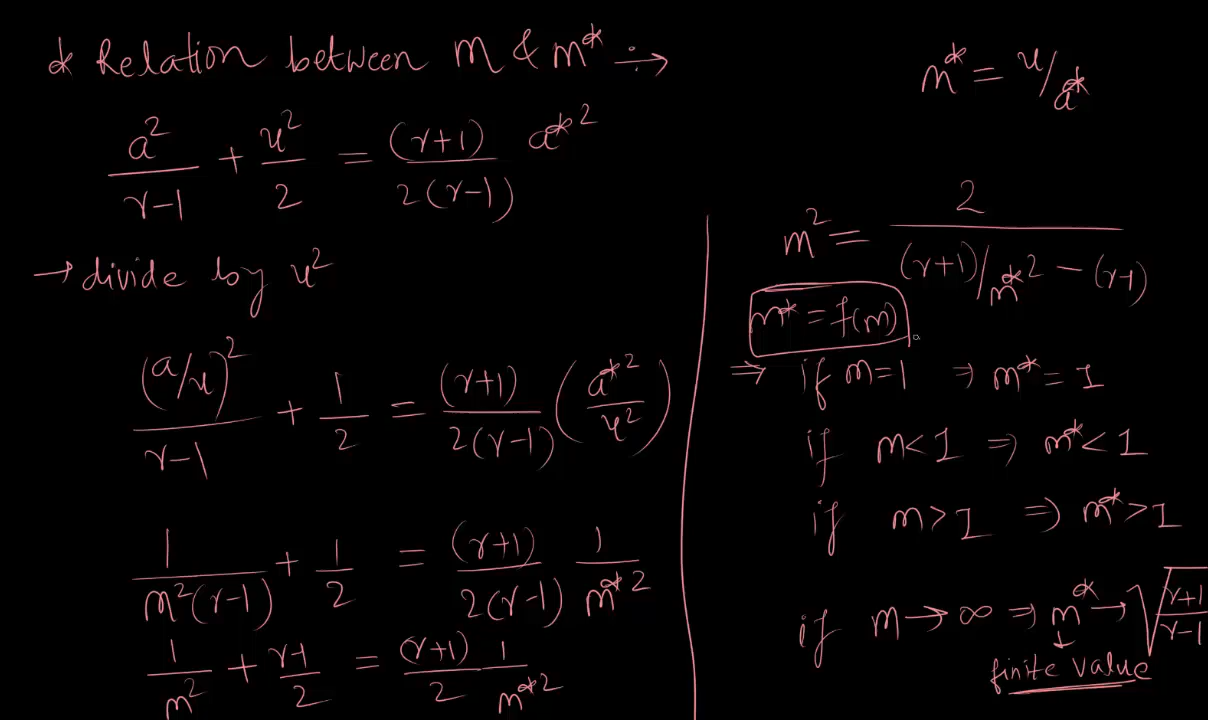 * Relation between M & M* :→
a²/(γ-1) + u²/2 = (γ+1)/(2(γ-1)) a*²
→ divide by u²
(a/u)²/(γ-1) + 1/2 = (γ+1)/(2(γ-1)) (a*²/u²)
1/(M²(γ-1)) + 1/2 = (γ+1)/(2(γ-1)) 1/M*²
1/M² + (γ-1)/2 = (γ+1)/2 1/M*²
M* = u/a*
M² = 2/((γ+1)/M*² - (γ-1))
M* = f(M)
⇒ if M=1 ⇒ M* = 1
if M<1 ⇒ M* < 1
if M>1 ⇒ M* > 1
if M → ∞ ⇒ M* → √((γ+1)/(γ-1))
↓
finite value